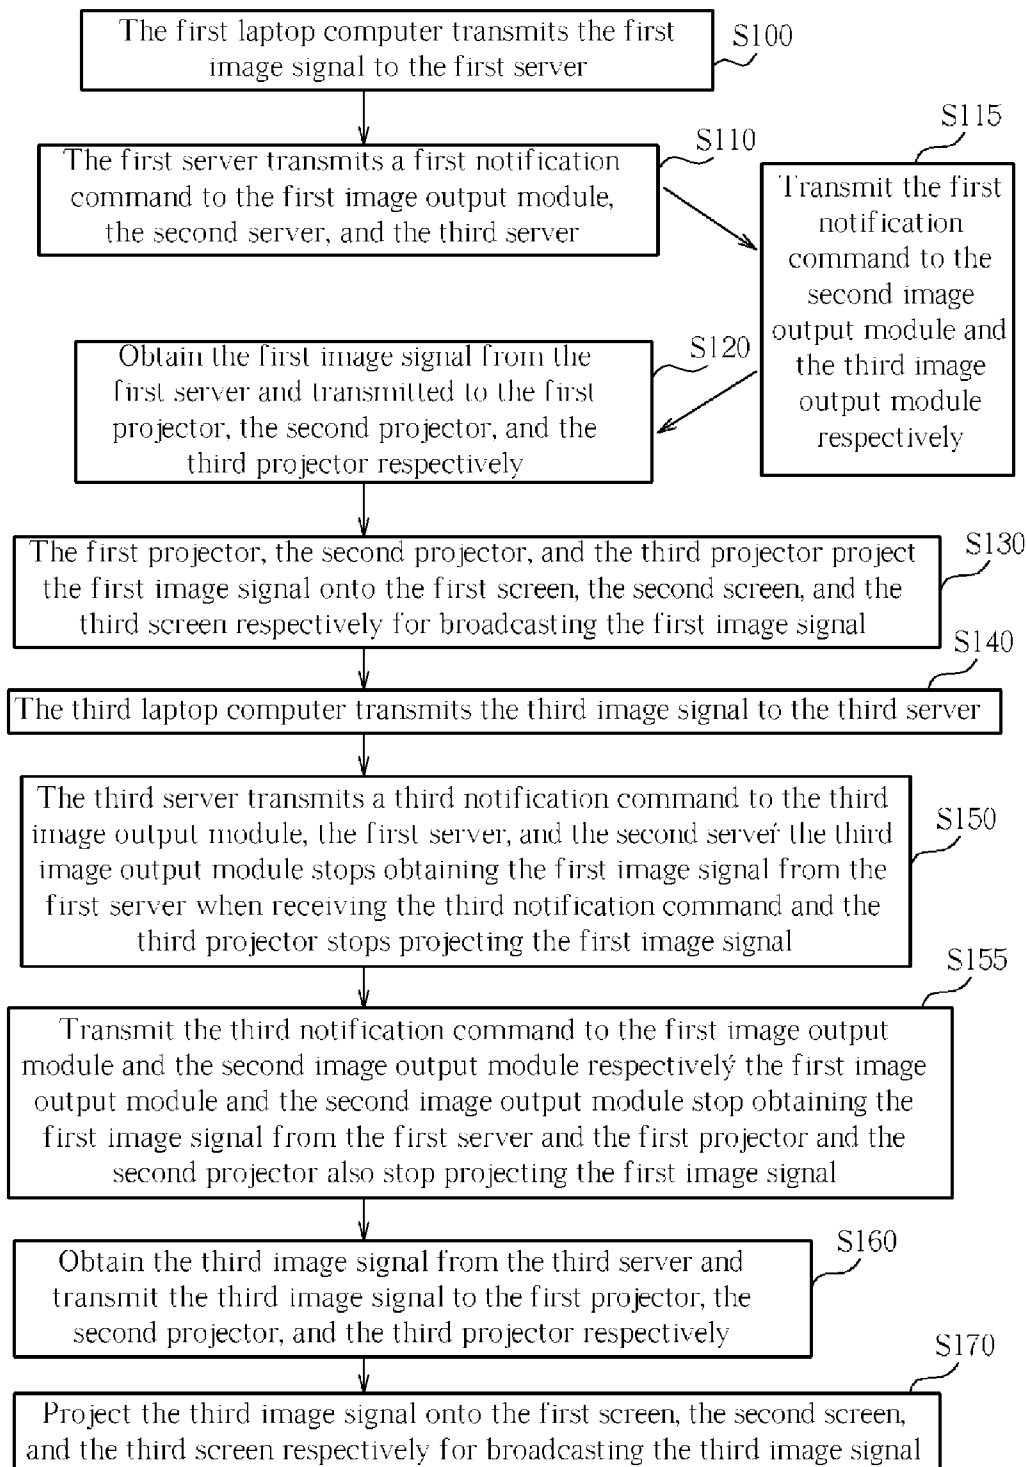 The first laptop computer transmits the first
image signal to the first server
S100
The first server transmits a first notification
command to the first image output module,
the second server, and the third server
S110
S115
Transmit the first
notification
command to the
second image
output module and
the third image
output module
respectively
Obtain the first image signal from the
first server and transmitted to the first
projector, the second projector, and the
third projector respectively
S120
The first projector, the second projector, and the third projector project
the first image signal onto the first screen, the second screen, and the
third screen respectively for broadcasting the first image signal
S130
The third laptop computer transmits the third image signal to the third server
S140
The third server transmits a third notification command to the third
image output module, the first server, and the second server; the third
image output module stops obtaining the first image signal from the
first server when receiving the third notification command and the
third projector stops projecting the first image signal
S150
Transmit the third notification command to the first image output
module and the second image output module respectively; the first image
output module and the second image output module stop obtaining the
first image signal from the first server and the first projector and the
second projector also stop projecting the first image signal
S155
Obtain the third image signal from the third server and
transmit the third image signal to the first projector, the
second projector, and the third projector respectively
S160
Project the third image signal onto the first screen, the second screen,
and the third screen respectively for broadcasting the third image signal
S170